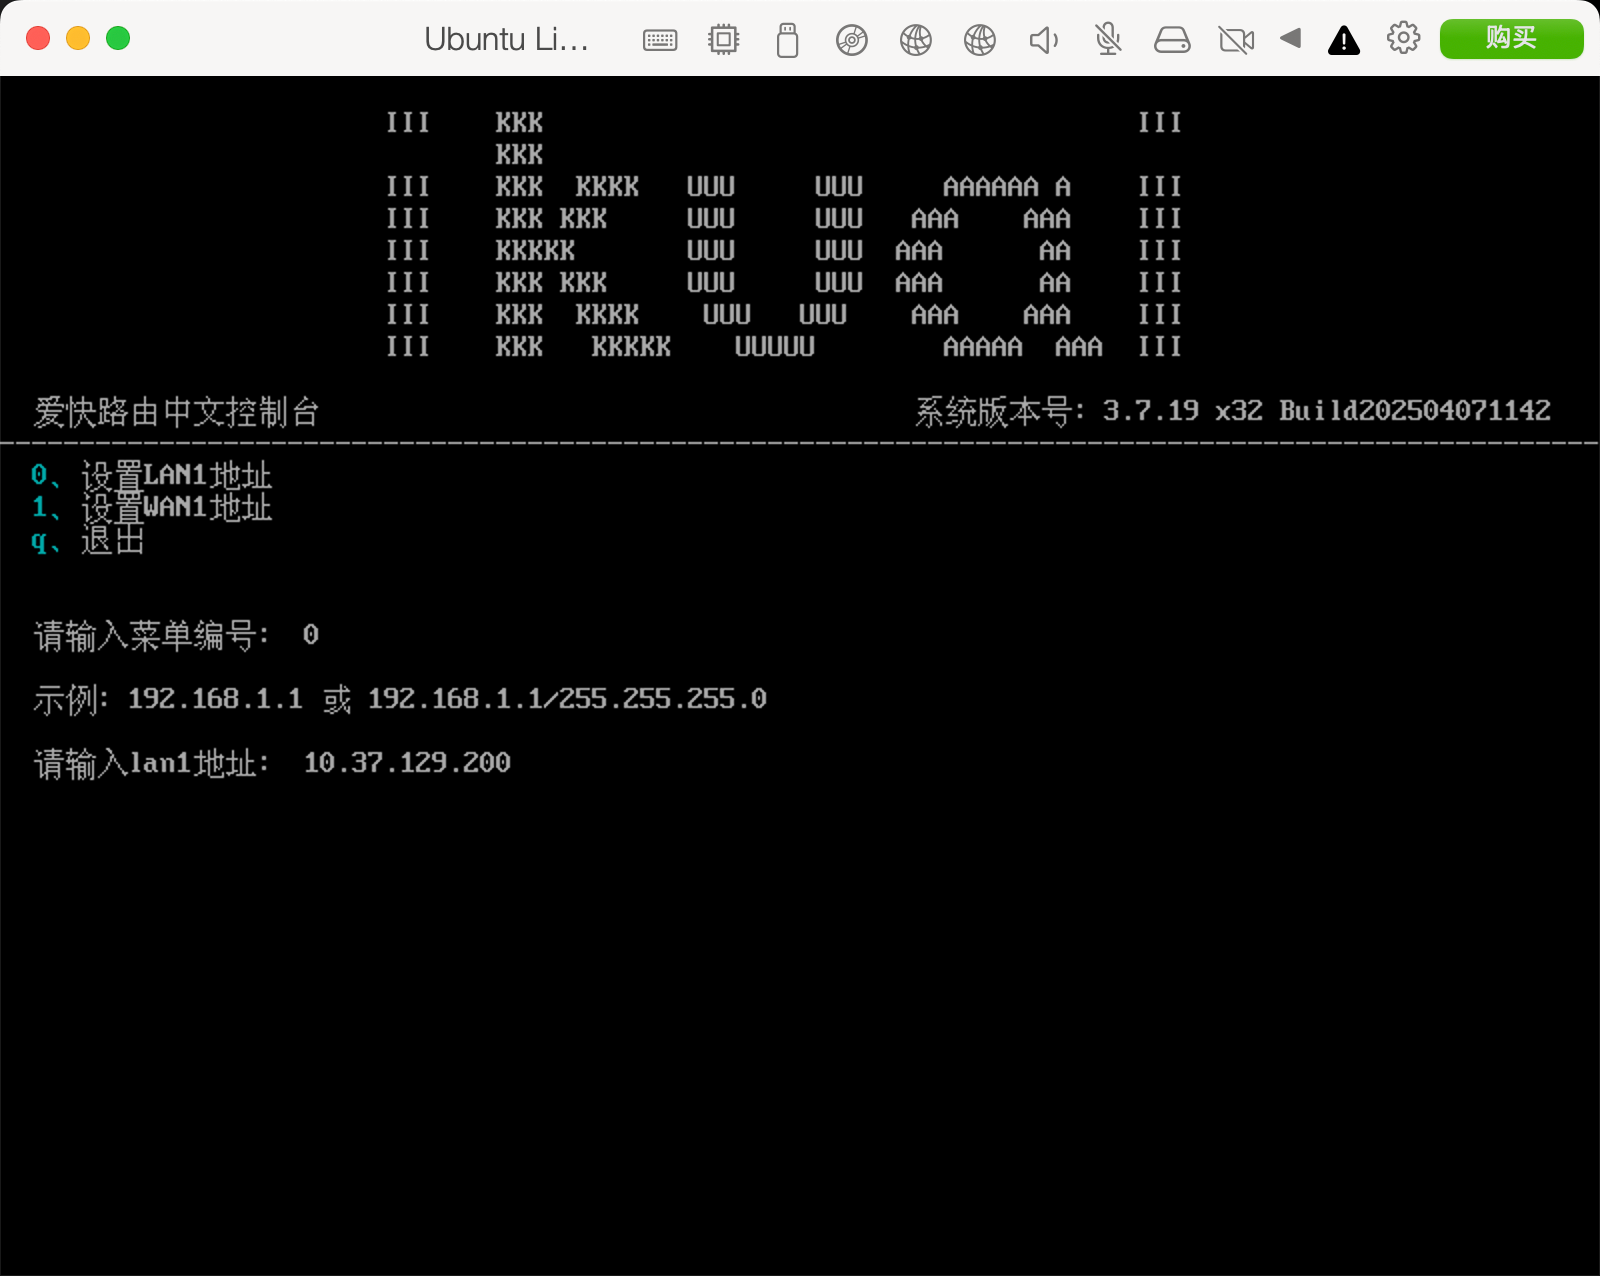 Ubuntu Li...
购买
III    KKK                                     III
       KKK
III    KKK  KKKK   UUU     UUU     AAAAAA A    III
III    KKK KKK     UUU     UUU   AAA    AAA    III
III    KKKKK       UUU     UUU  AAA      AA    III
III    KKK KKK     UUU     UUU  AAA      AA    III
III    KKK  KKKK    UUU   UUU    AAA    AAA    III
III    KKK   KKKKK    UUUUU        AAAAA  AAA  III
爱快路由中文控制台 系统版本号: 3.7.19 x32 Build202504071142
0、设置LAN1地址
1、设置WAN1地址
q、退出
请输入菜单编号: 0
示例: 192.168.1.1 或 192.168.1.1/255.255.255.0
请输入lan1地址: 10.37.129.200